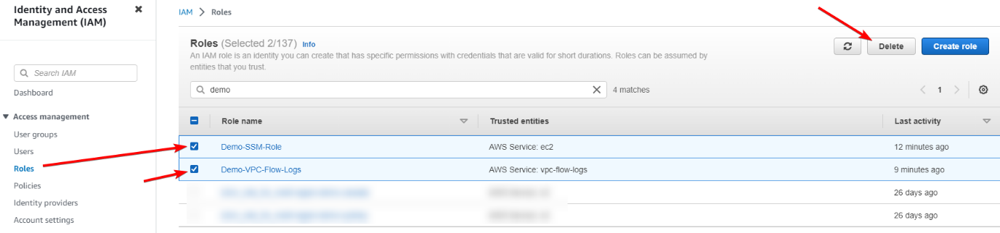 Identity and Access
Management (IAM)
Search IAM
Dashboard
Access management
User groups
Users
Roles
Policies
Identity providers
Account settings
IAM > Roles
Roles (Selected 2/137) Info
An IAM role is an identity you can create that has specific permissions with credentials that are valid for short durations. Roles can be assumed by
entities that you trust.
Delete
Create role
demo
4 matches
1
Role name Trusted entities Last activity
Demo-SSM-Role AWS Service: ec2 12 minutes ago
Demo-VPC-Flow-Logs AWS Service: vpc-flow-logs 9 minutes ago
26 days ago
26 days ago